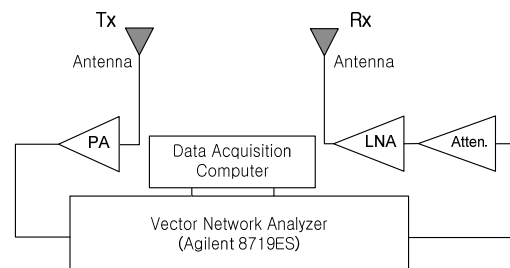 Tx
Rx
Antenna
Antenna
PA
LNA
Atten.
Data Acquisition
Computer
Vector Network Analyzer
(Agilent 8719ES)